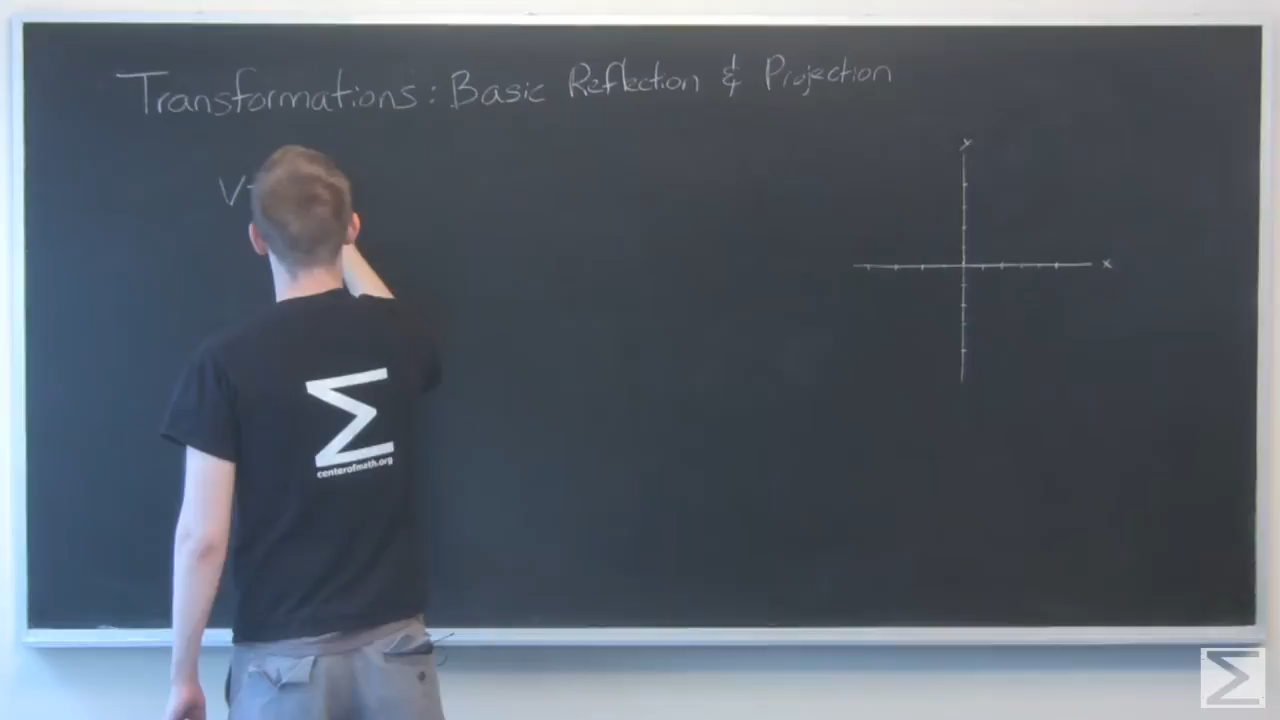 Transformations: Basic Reflection & Projection
y
V
x
Σ
centerofmath.org
Σ